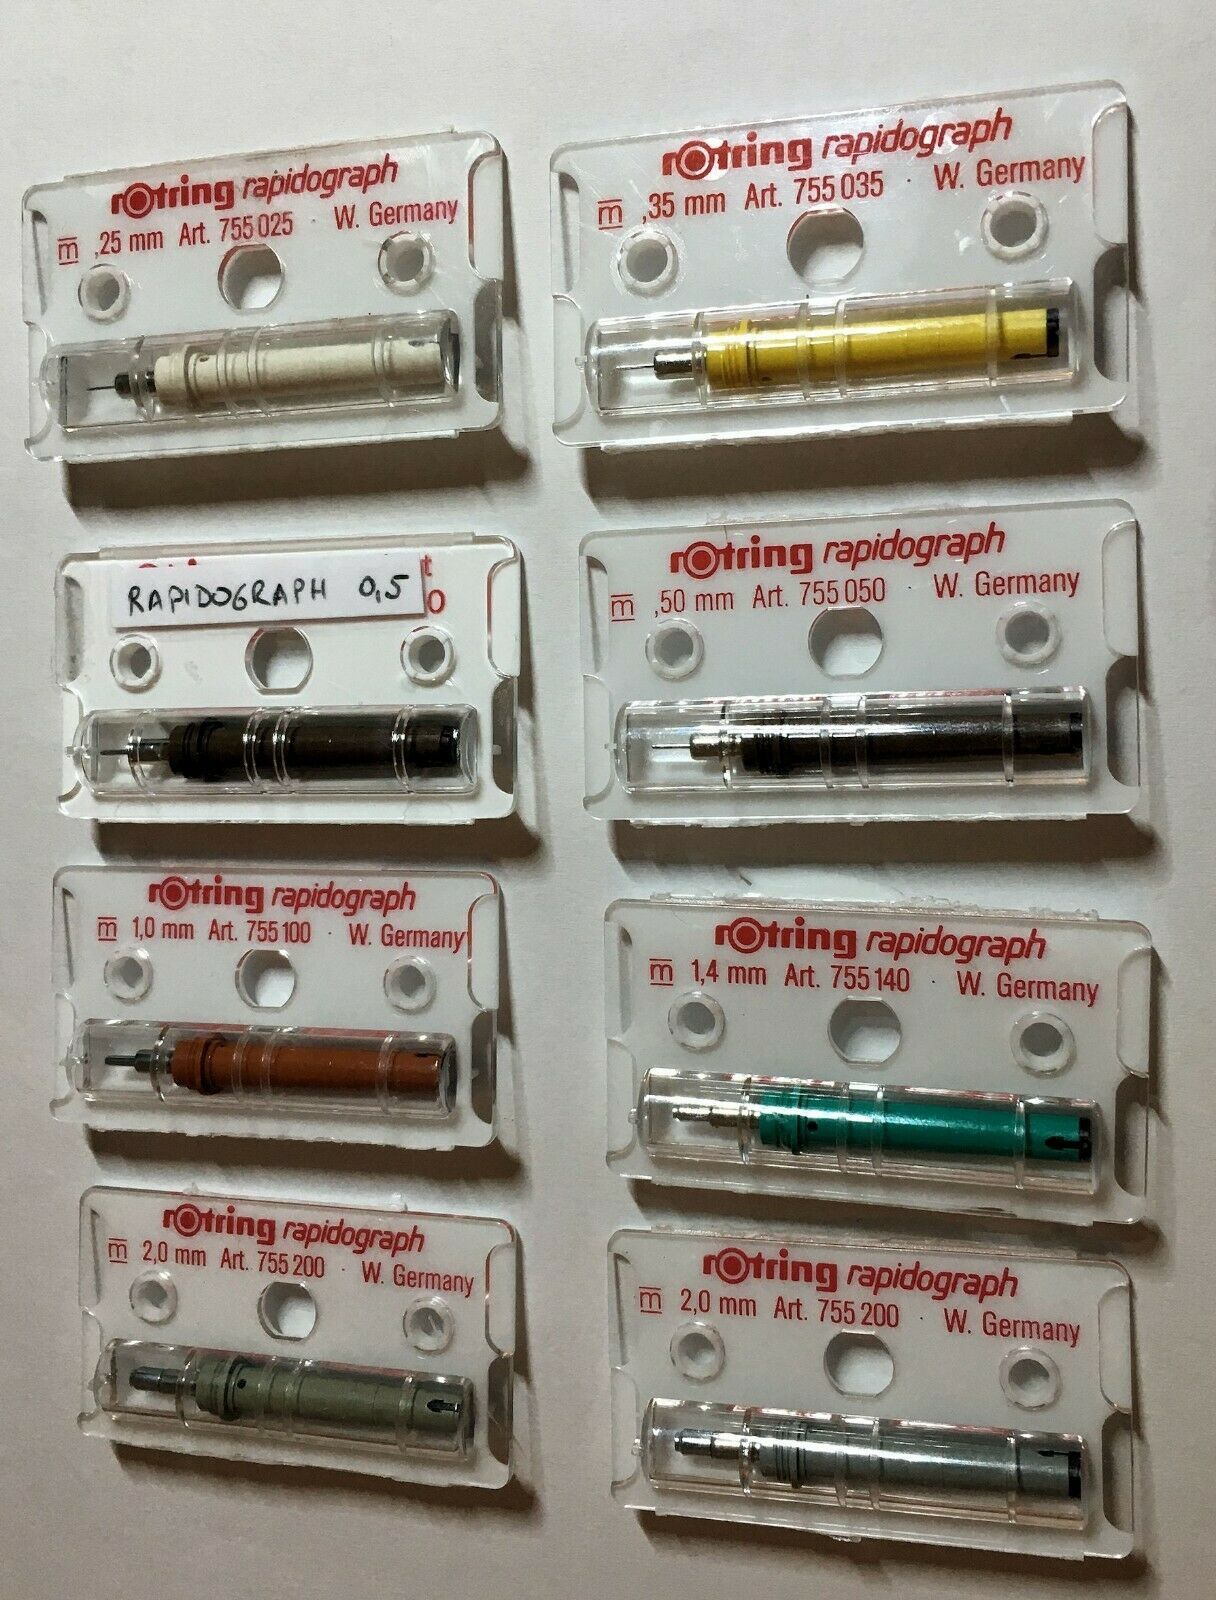 rotring rapidograph
m ,25 mm Art. 755 025 · W. Germany
rotring rapidograph
m ,35 mm Art. 755 035 · W. Germany
RAPIDOGRAPH 0,5
rotring rapidograph
m ,50 mm Art. 755 050 · W. Germany
rotring rapidograph
m 1,0 mm Art. 755 100 · W. Germany
rotring rapidograph
m 1,4 mm Art. 755 140 · W. Germany
rotring rapidograph
m 2,0 mm Art. 755 200 · W. Germany
rotring rapidograph
m 2,0 mm Art. 755 200 · W. Germany